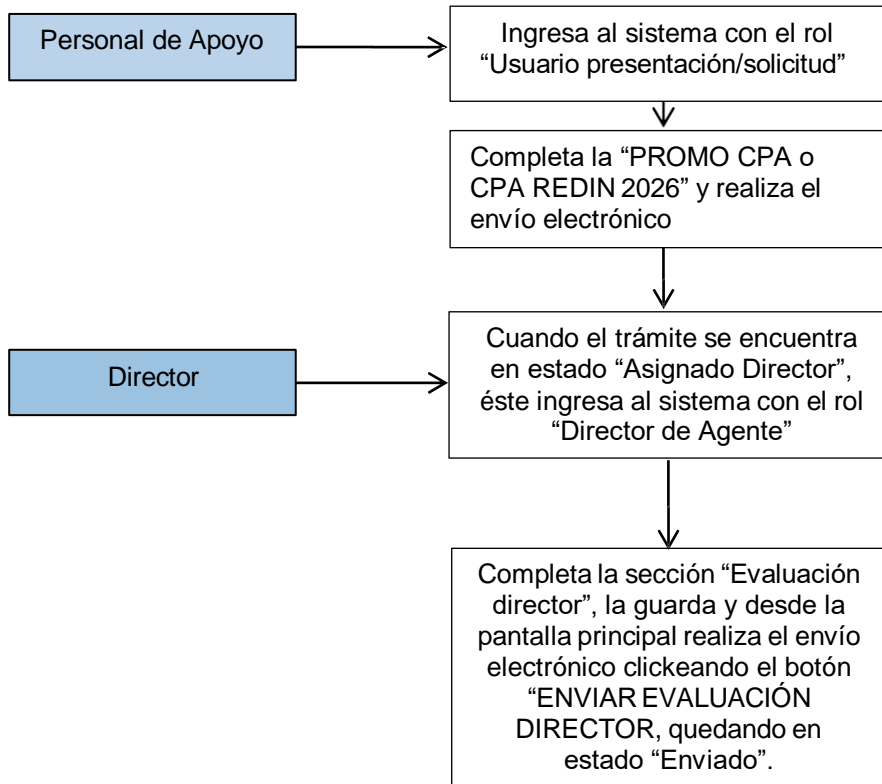 Personal de Apoyo
Ingresa al sistema con el rol
“Usuario presentación/solicitud”
Completa la “PROMO CPA o
CPA REDIN 2026” y realiza el
envío electrónico
Director
Cuando el trámite se encuentra
en estado “Asignado Director”,
éste ingresa al sistema con el rol
“Director de Agente”
Completa la sección “Evaluación
director”, la guarda y desde la
pantalla principal realiza el envío
electrónico clickeando el botón
“ENVIAR EVALUACIÓN
DIRECTOR, quedando en
estado “Enviado”.